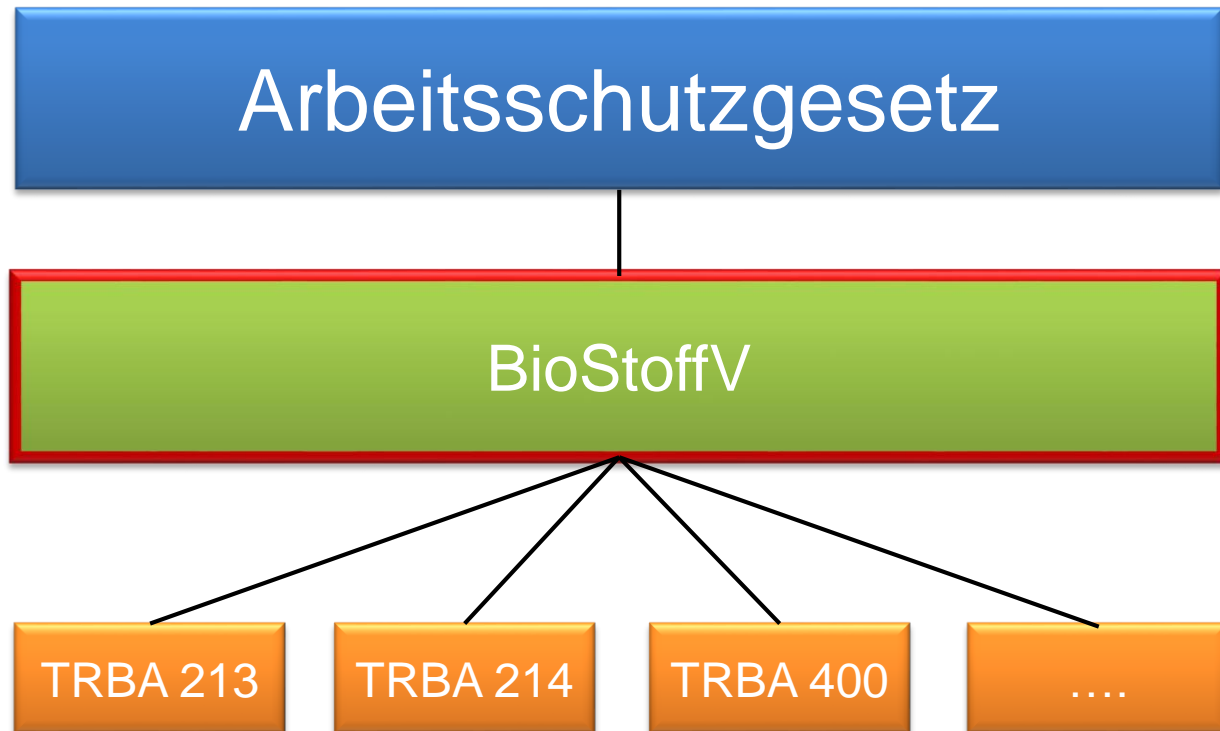 Arbeitsschutzgesetz
BioStoffV
TRBA 213
TRBA 214
TRBA 400
....